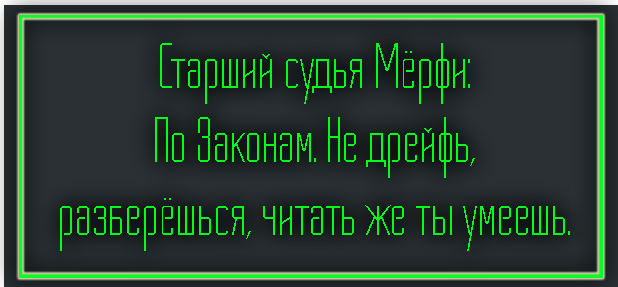 Старший судья Мёрфи:
По Законам. Не дрейфь,
разберёшься, читать же ты умеешь.